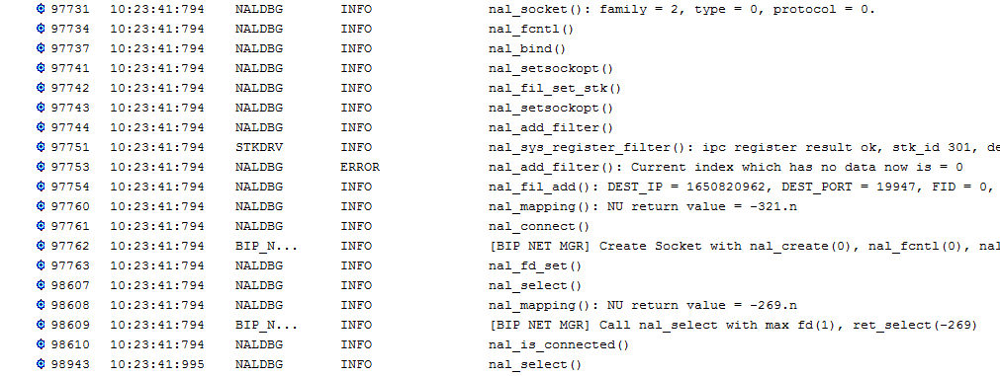 97731 10:23:41:794 NALDBG INFO nal_socket(): family = 2, type = 0, protocol = 0.
97734 10:23:41:794 NALDBG INFO nal_fcntl()
97737 10:23:41:794 NALDBG INFO nal_bind()
97741 10:23:41:794 NALDBG INFO nal_setsockopt()
97742 10:23:41:794 NALDBG INFO nal_fil_set_stk()
97743 10:23:41:794 NALDBG INFO nal_setsockopt()
97744 10:23:41:794 NALDBG INFO nal_add_filter()
97751 10:23:41:794 STKDRV INFO nal_sys_register_filter(): ipc register result ok, stk_id 301, de
97753 10:23:41:794 NALDBG ERROR nal_add_filter(): Current index which has no data now is = 0
97754 10:23:41:794 NALDBG INFO nal_fil_add(): DEST_IP = 1650820962, DEST_PORT = 19947, FID = 0,
97760 10:23:41:794 NALDBG INFO nal_mapping(): NU return value = -321.n
97761 10:23:41:794 NALDBG INFO nal_connect()
97762 10:23:41:794 BIP_N... INFO [BIP NET MGR] Create Socket with nal_create(0), nal_fcntl(0), nal
97763 10:23:41:794 NALDBG INFO nal_fd_set()
98607 10:23:41:794 NALDBG INFO nal_select()
98608 10:23:41:794 NALDBG INFO nal_mapping(): NU return value = -269.n
98609 10:23:41:794 BIP_N... INFO [BIP NET MGR] Call nal_select with max fd(1), ret_select(-269)
98610 10:23:41:794 NALDBG INFO nal_is_connected()
98943 10:23:41:995 NALDBG INFO nal_select()